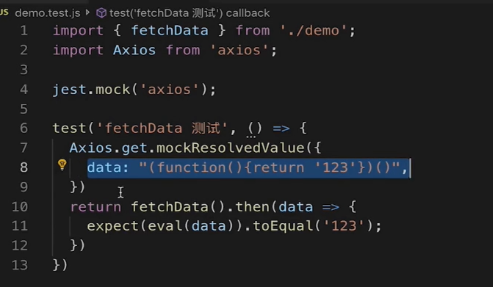 JS demo.test.js > test('fetchData 测试') callback
1 import { fetchData } from './demo';
2 import Axios from 'axios';
3
4 jest.mock('axios');
5
6 test('fetchData 测试', () => {
7 Axios.get.mockResolvedValue({
8 data: "(function(){return '123'})()",
9 })
10 return fetchData().then(data => {
11 expect(eval(data)).toEqual('123');
12 })
13 })